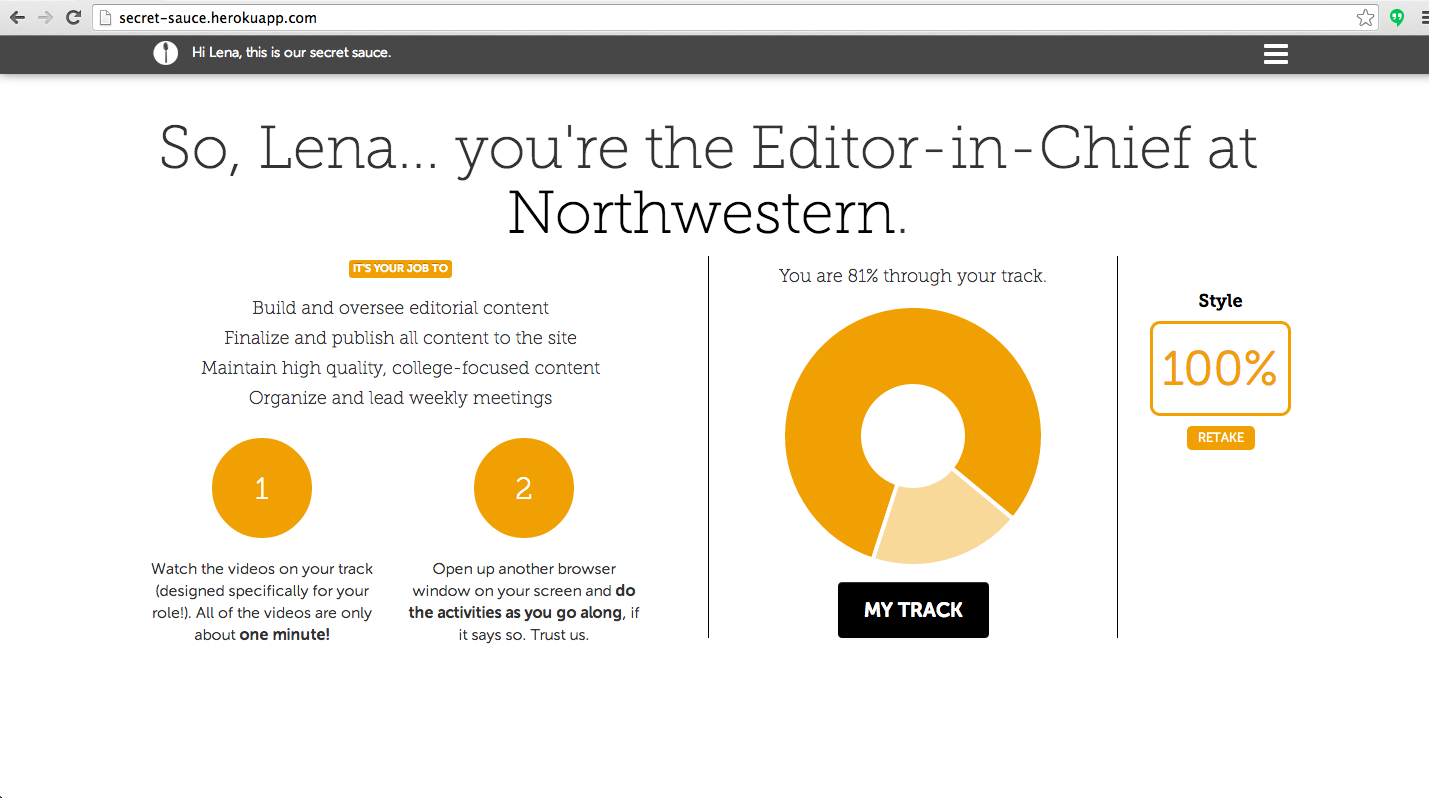 secret-sauce.herokuapp.com
Hi Lena, this is our secret sauce.
So, Lena... you're the Editor-in-Chief at
Northwestern.
IT'S YOUR JOB TO
Build and oversee editorial content
Finalize and publish all content to the site
Maintain high quality, college-focused content
Organize and lead weekly meetings
1
Watch the videos on your track
(designed specifically for your
role!). All of the videos are only
about one minute!
2
Open up another browser
window on your screen and do
the activities as you go along, if
it says so. Trust us.
You are 81% through your track.
MY TRACK
Style
100%
RETAKE